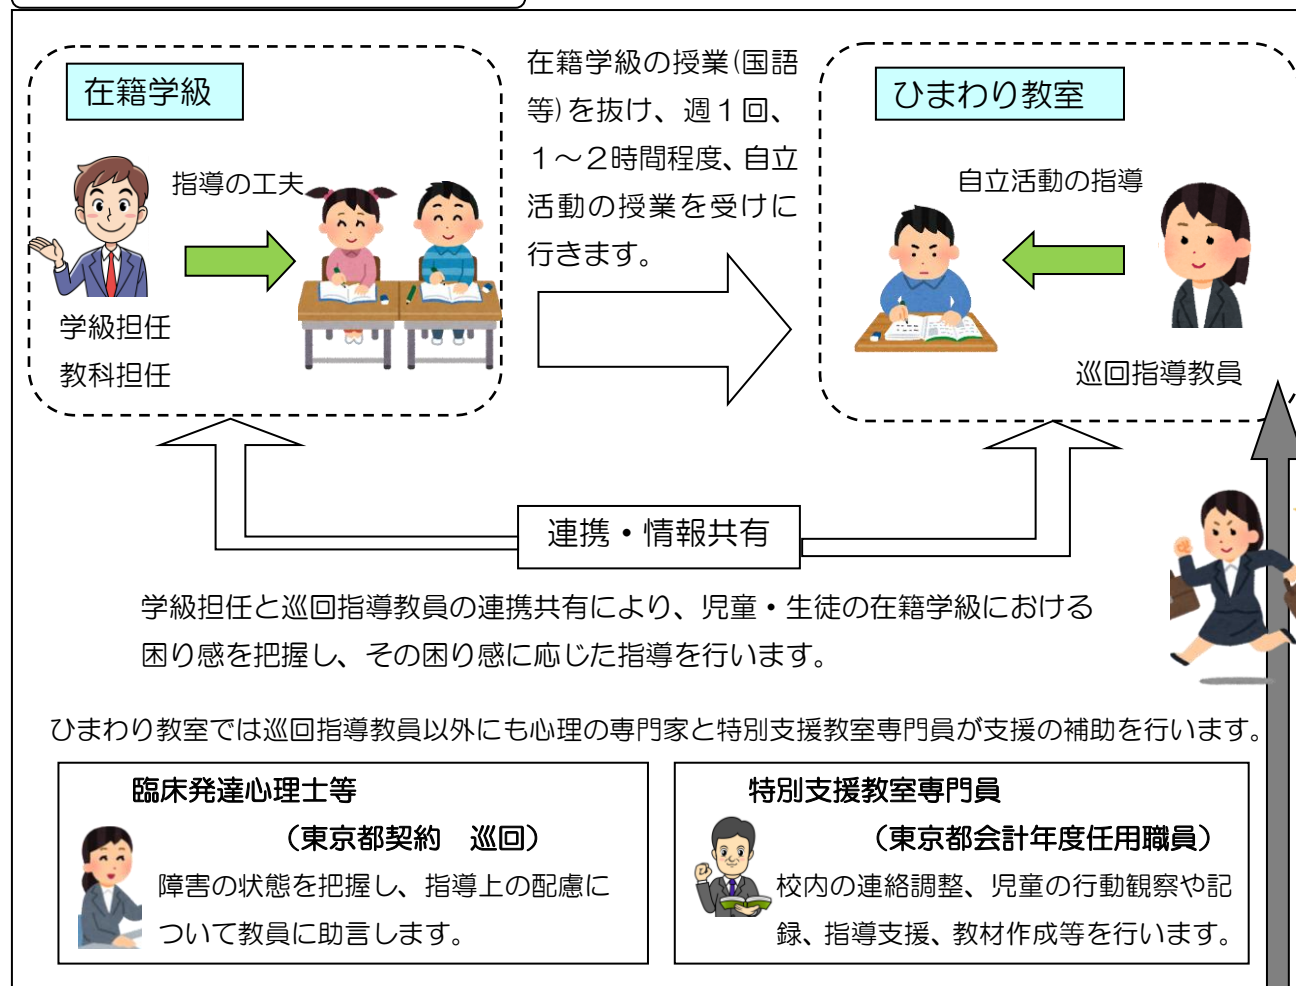 在籍学級
指導の工夫
学級担任
教科担任
在籍学級の授業(国語
等)を抜け、週１回、
１～２時間程度、自立
活動の授業を受けに
行きます。
ひまわり教室
自立活動の指導
巡回指導教員
連携・情報共有
学級担任と巡回指導教員の連携共有により、児童・生徒の在籍学級における
困り感を把握し、その困り感に応じた指導を行います。
ひまわり教室では巡回指導教員以外にも心理の専門家と特別支援教室専門員が支援の補助を行います。
臨床発達心理士等
（東京都契約　巡回）
障害の状態を把握し、指導上の配慮に
ついて教員に助言します。
特別支援教室専門員
（東京都会計年度任用職員）
校内の連絡調整、児童の行動観察や記
録、指導支援、教材作成等を行います。